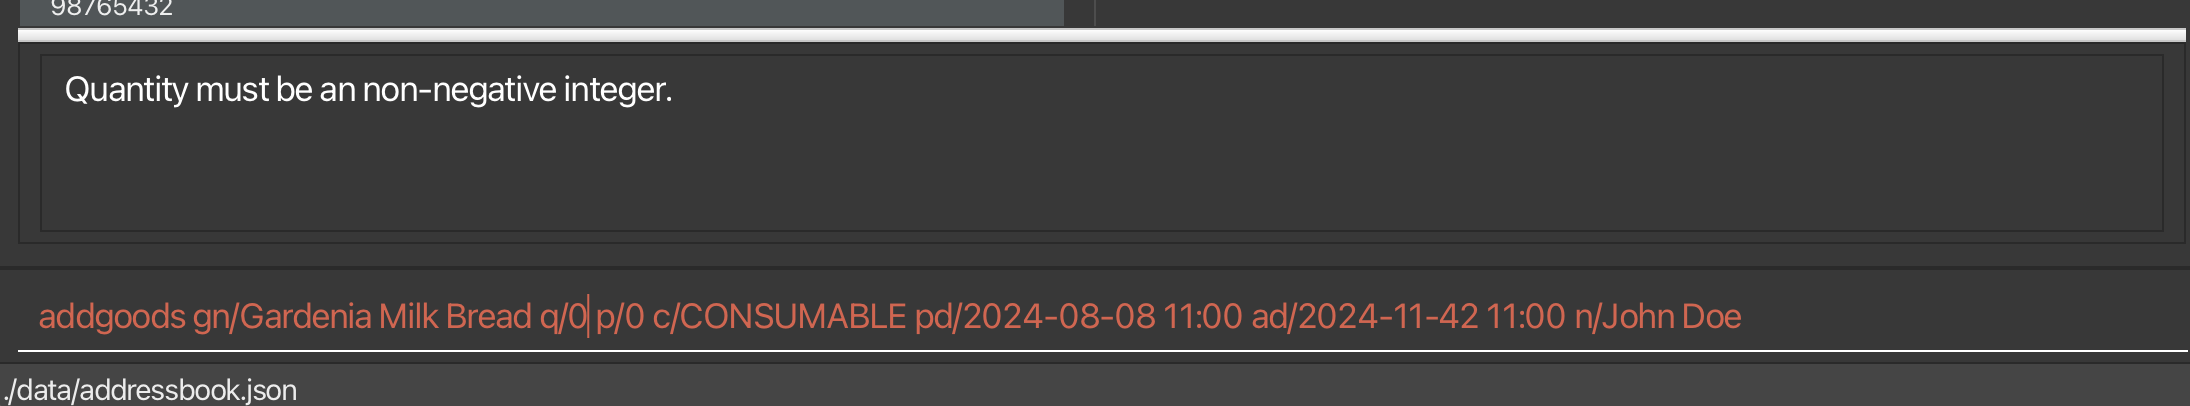 98765432
Quantity must be an non-negative integer.
addgoods gn/Gardenia Milk Bread q/0 p/0 c/CONSUMABLE pd/2024-08-08 11:00 ad/2024-11-42 11:00 n/John Doe
./data/addressbook.json